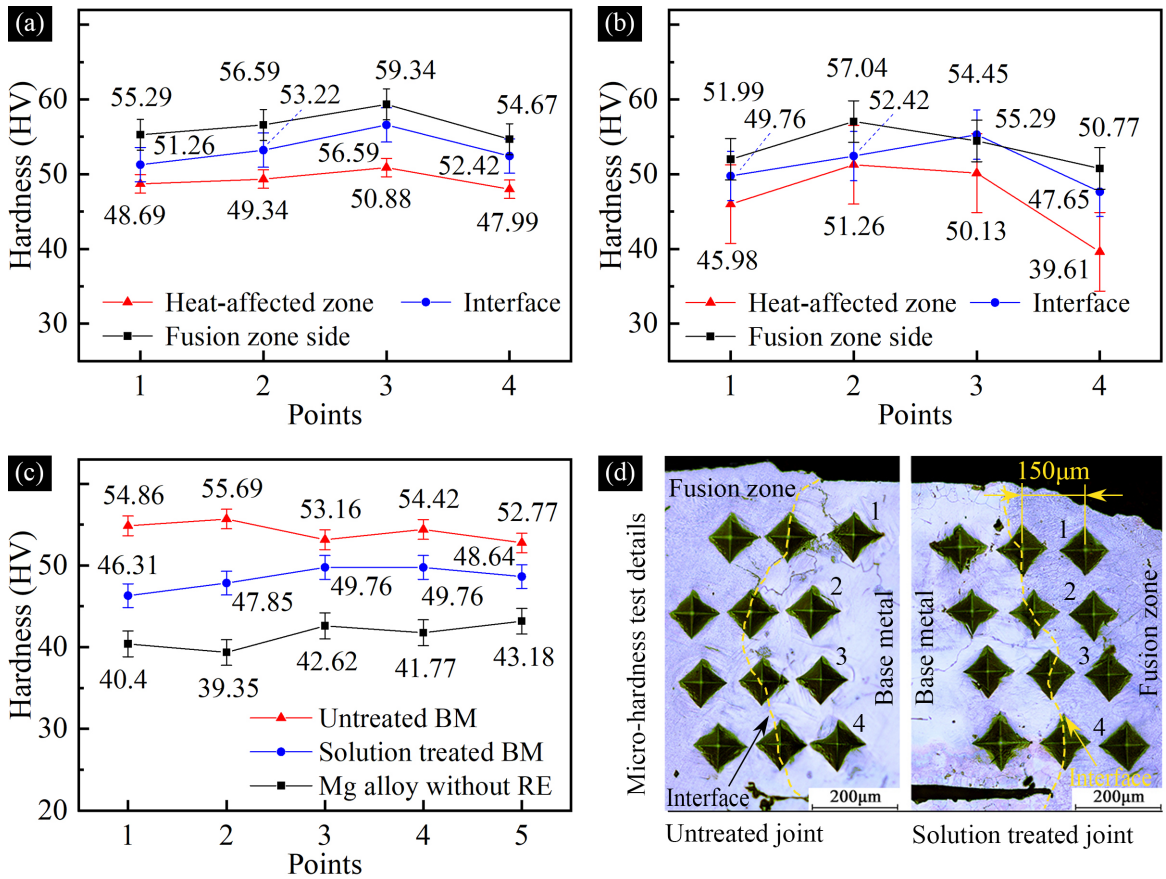 (a)
Hardness (HV)
60
50
40
30
55.29
56.59
53.22
59.34
54.67
51.26
56.59
52.42
48.69
49.34
50.88
47.99
Heat-affected zone
Interface
Fusion zone side
1 2 3 4
Points
(b)
Hardness (HV)
60
50
40
30
51.99
49.76
57.04
52.42
54.45
55.29
50.77
45.98
51.26
50.13
47.65
39.61
Heat-affected zone
Interface
Fusion zone side
1 2 3 4
Points
(c)
Hardness (HV)
50
40
30
20
54.86
55.69
53.16
54.42
52.77
46.31
47.85
49.76
49.76
48.64
40.4
39.35
42.62
41.77
43.18
Untreated BM
Solution treated BM
Mg alloy without RE
1 2 3 4 5
Points
(d)
Micro-hardness test details
Fusion zone
1
2
3
4
Base metal
Interface
200μm
Untreated joint
150μm
1
2
3
4
Base metal
Fusion zone
Interface
200μm
Solution treated joint